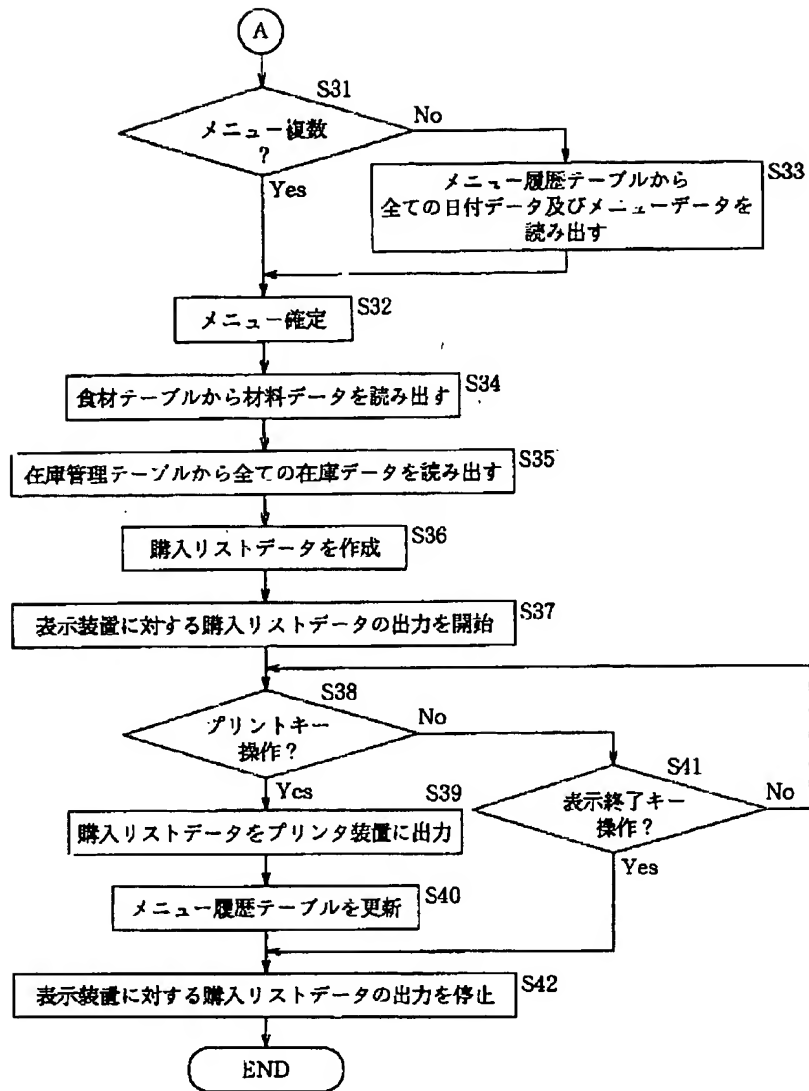 A
S31
メニュー複数
?
No
Yes
S33
メニュー履歴テーブルから
全ての日付データ及びメニューデータを
読み出す
S32
メニュー確定
S34
食材テーブルから材料データを読み出す
S35
在庫管理テーブルから全ての在庫データを読み出す
S36
購入リストデータを作成
S37
表示装置に対する購入リストデータの出力を開始
S38
プリントキー
操作?
No
Yes
S41
表示終了キー
操作?
No
Yes
S39
購入リストデータをプリンタ装置に出力
S40
メニュー履歴テーブルを更新
S42
表示装置に対する購入リストデータの出力を停止
END